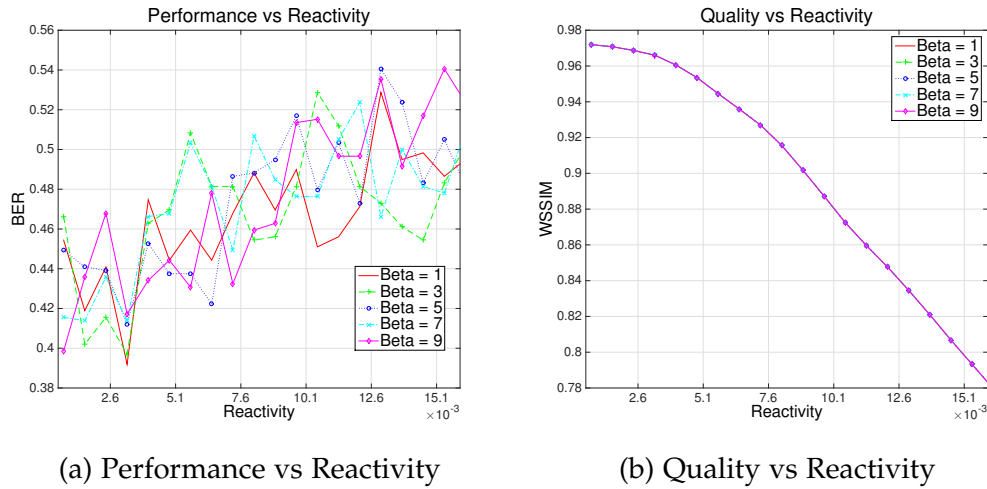 Performance vs Reactivity
0.56
0.54
0.52
0.5
0.48
0.46
0.44
0.42
0.4
0.38
BER
Beta = 1
Beta = 3
Beta = 5
Beta = 7
Beta = 9
2.6 5.1 7.6 10.1 12.6 15.1
Reactivity
×10⁻³
(a) Performance vs Reactivity
Quality vs Reactivity
0.98
0.96
0.94
0.92
0.9
0.88
0.86
0.84
0.82
0.8
0.78
WSSIM
Beta = 1
Beta = 3
Beta = 5
Beta = 7
Beta = 9
2.6 5.1 7.6 10.1 12.6 15.1
Reactivity
×10⁻³
(b) Quality vs Reactivity